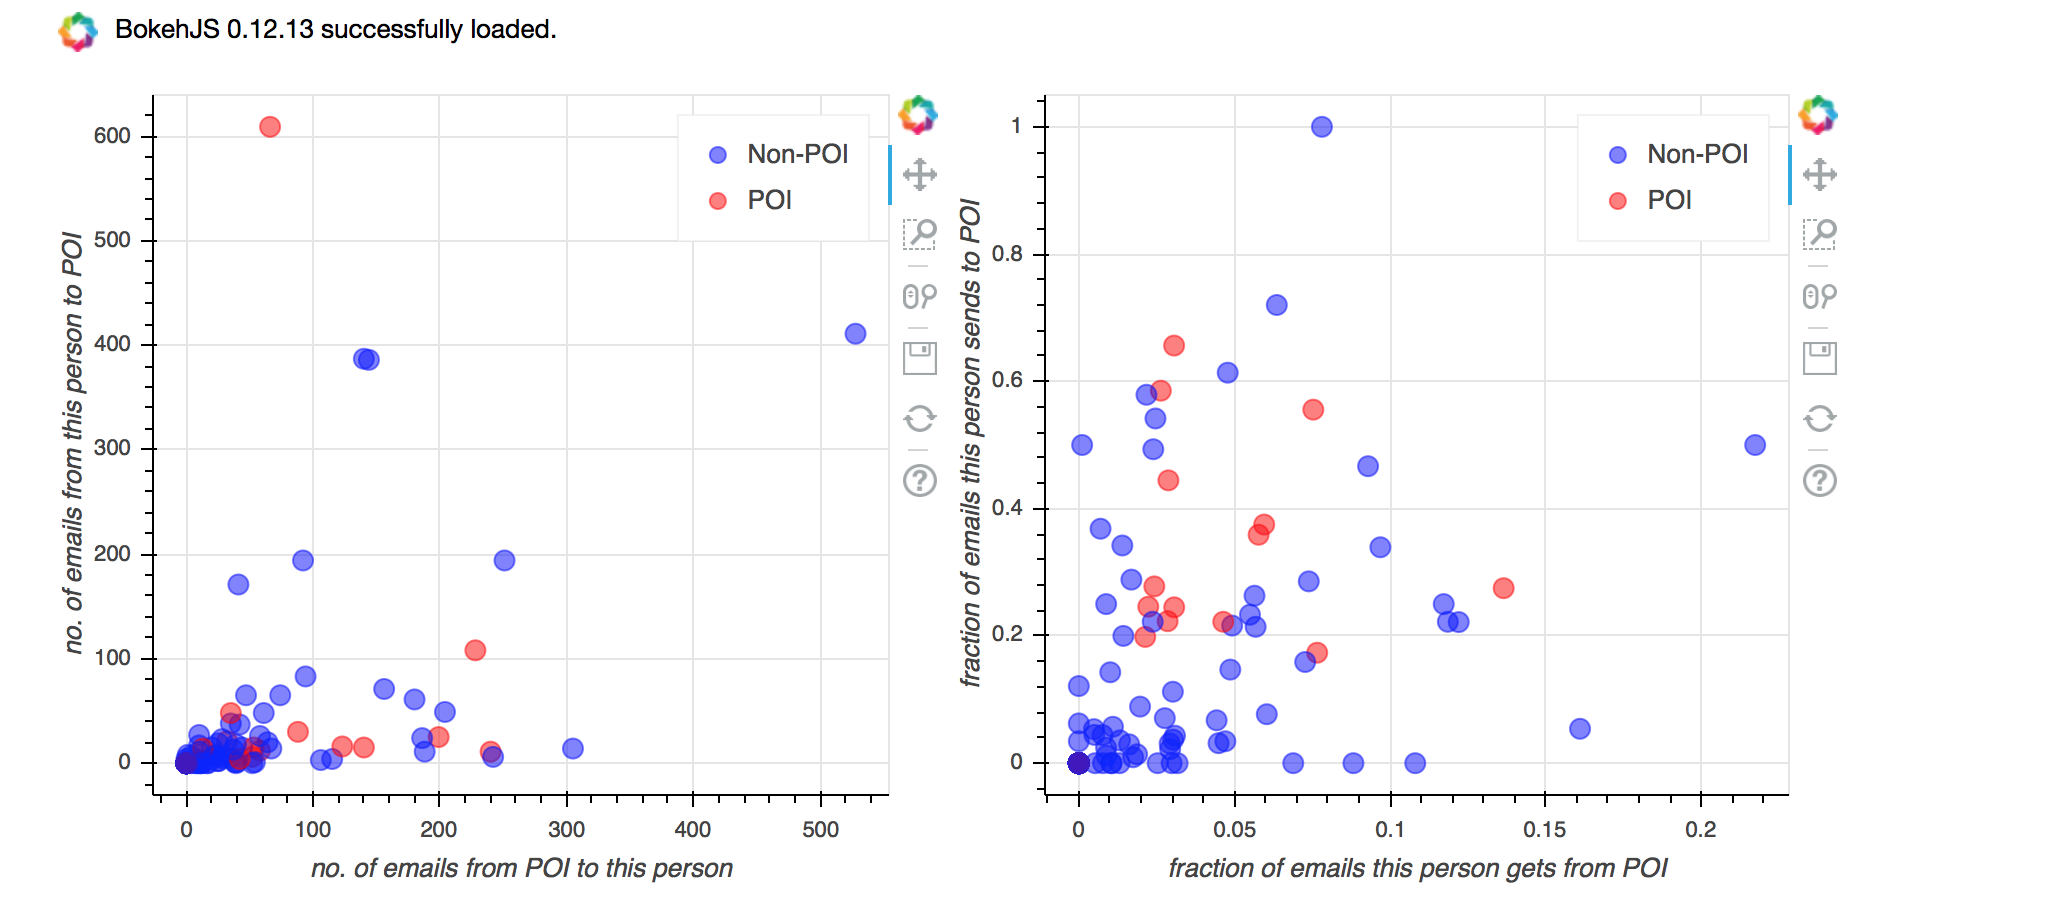 BokehJS 0.12.13 successfully loaded.
no. of emails from this person to POI
600
500
400
300
200
100
0
0 100 200 300 400 500
no. of emails from POI to this person
Non-POI
POI
fraction of emails this person sends to POI
1
0.8
0.6
0.4
0.2
0
0 0.05 0.1 0.15 0.2
fraction of emails this person gets from POI
Non-POI
POI